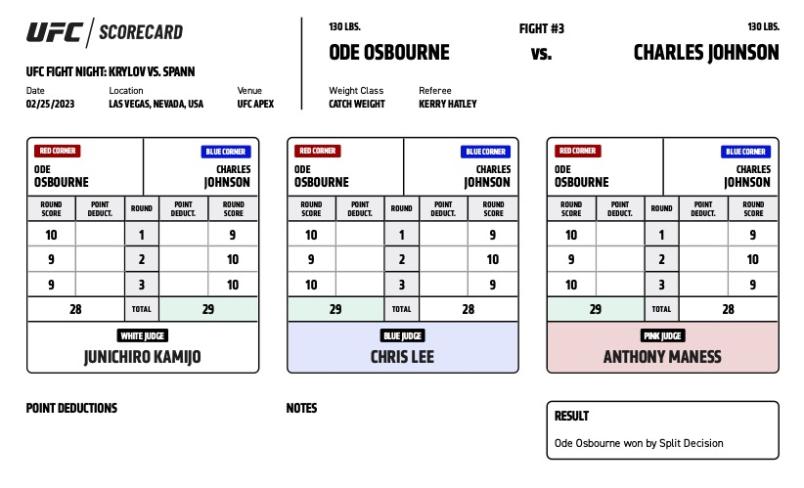 UFC / SCORECARD
UFC FIGHT NIGHT: KRYLOV VS. SPANN
Date Location Venue
02/25/2023 LAS VEGAS, NEVADA, USA UFC APEX
130 LBS. FIGHT #3 130 LBS.
ODE OSBOURNE vs. CHARLES JOHNSON
Weight Class Referee
CATCH WEIGHT KERRY HATLEY
RED CORNER BLUE CORNER
ODE CHARLES
OSBOURNE JOHNSON
ROUND POINT ROUND POINT ROUND
SCORE DEDUCT. DEDUCT. SCORE
10 1 9
9 2 10
9 3 10
28 TOTAL 29
WHITE JUDGE
JUNICHIRO KAMIJO
RED CORNER BLUE CORNER
ODE CHARLES
OSBOURNE JOHNSON
ROUND POINT ROUND POINT ROUND
SCORE DEDUCT. DEDUCT. SCORE
10 1 9
9 2 10
10 3 9
29 TOTAL 28
BLUE JUDGE
CHRIS LEE
RED CORNER BLUE CORNER
ODE CHARLES
OSBOURNE JOHNSON
ROUND POINT ROUND POINT ROUND
SCORE DEDUCT. DEDUCT. SCORE
10 1 9
9 2 10
10 3 9
29 TOTAL 28
PINK JUDGE
ANTHONY MANESS
POINT DEDUCTIONS
NOTES
RESULT
Ode Osbourne won by Split Decision